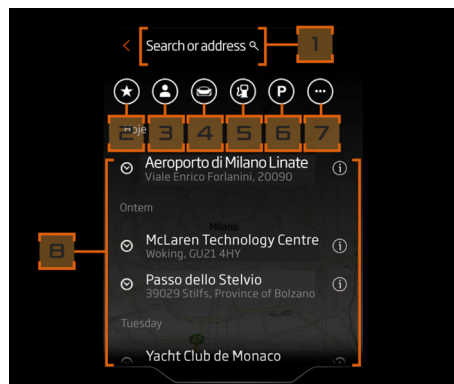 Search or address
1
P
2
3
4
5
6
7
Hoje
Aeroporto di Milano Linate
Viale Enrico Forlanini, 20090
Ontem
Milano
8
McLaren Technology Centre
Woking, GU21 4HY
Passo dello Stelvio
39029 Stilfs, Province of Bolzano
Tuesday
A7
Yacht Club de Monaco